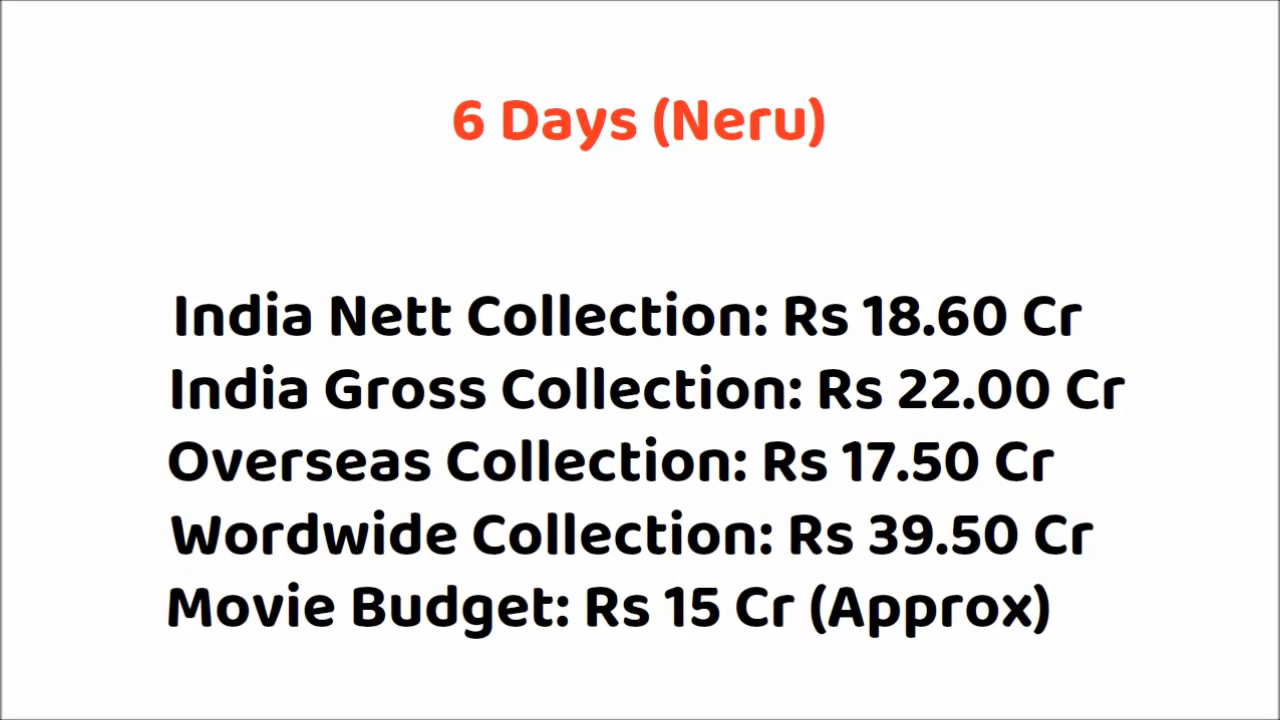 6 Days (Neru)
India Nett Collection: Rs 18.60 Cr
India Gross Collection: Rs 22.00 Cr
Overseas Collection: Rs 17.50 Cr
Wordwide Collection: Rs 39.50 Cr
Movie Budget: Rs 15 Cr (Approx)